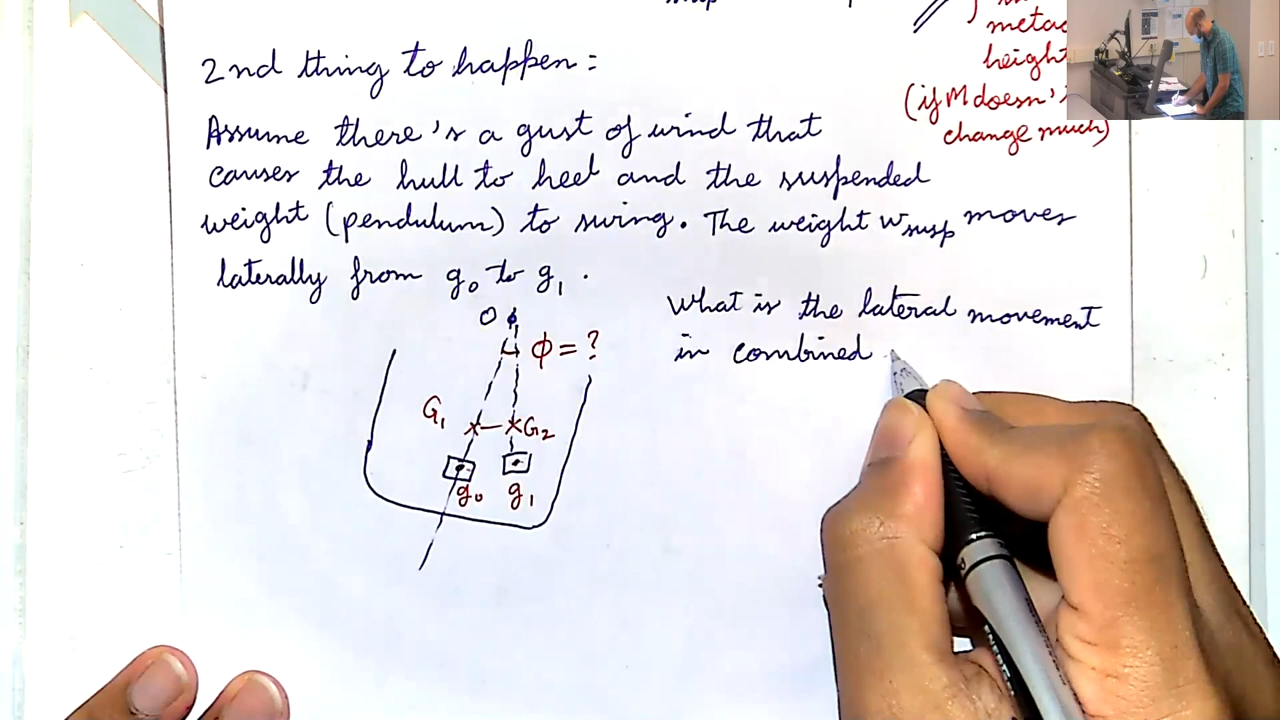 2nd thing to happen:
Assume there's a gust of wind that
causes the hull to heel and the suspended
weight (pendulum) to swing. The weight w susp moves
laterally from g₀ to g₁.
height
(if M doesn't
change much)
What is the lateral movement
in combined
O
ϕ = ?
G₁
G₂
g₀ g₁